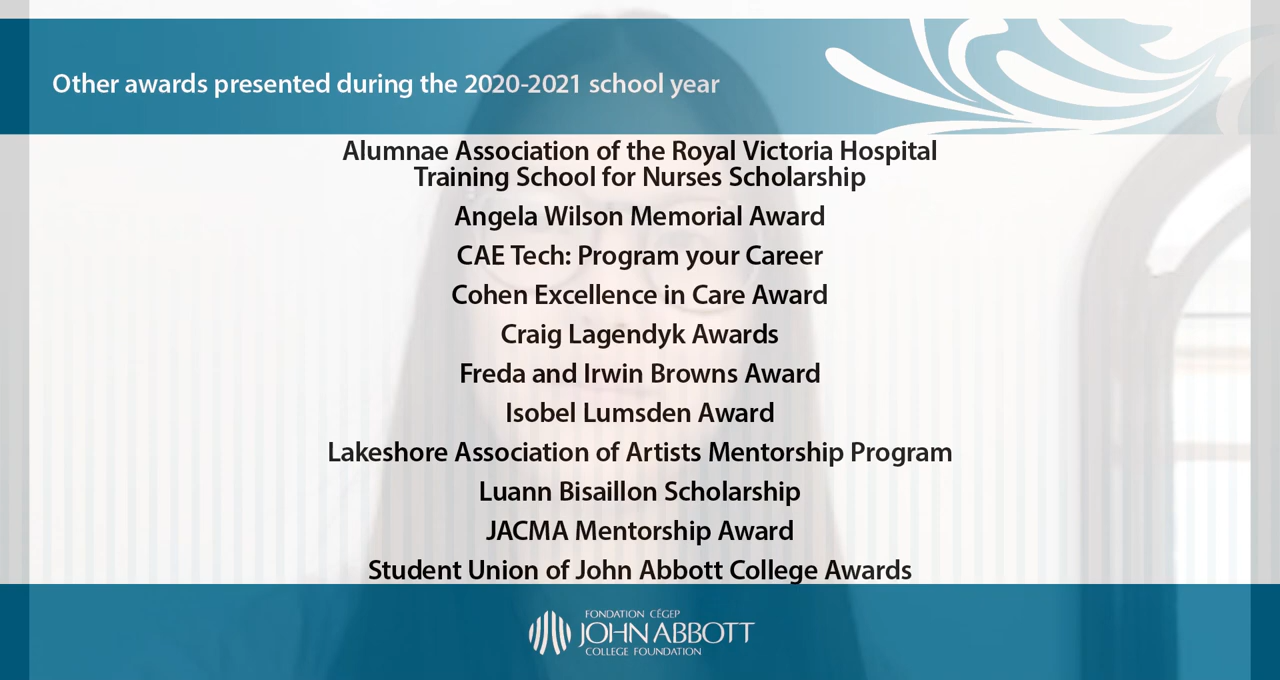 Other awards presented during the 2020-2021 school year
Alumnae Association of the Royal Victoria Hospital
Training School for Nurses Scholarship
Angela Wilson Memorial Award
CAE Tech: Program your Career
Cohen Excellence in Care Award
Craig Lagendyk Awards
Freda and Irwin Browns Award
Isobel Lumsden Award
Lakeshore Association of Artists Mentorship Program
Luann Bisaillon Scholarship
JACMA Mentorship Award
Student Union of John Abbott College Awards
FONDATION CÉGEP
JOHN ABBOTT
COLLEGE FOUNDATION